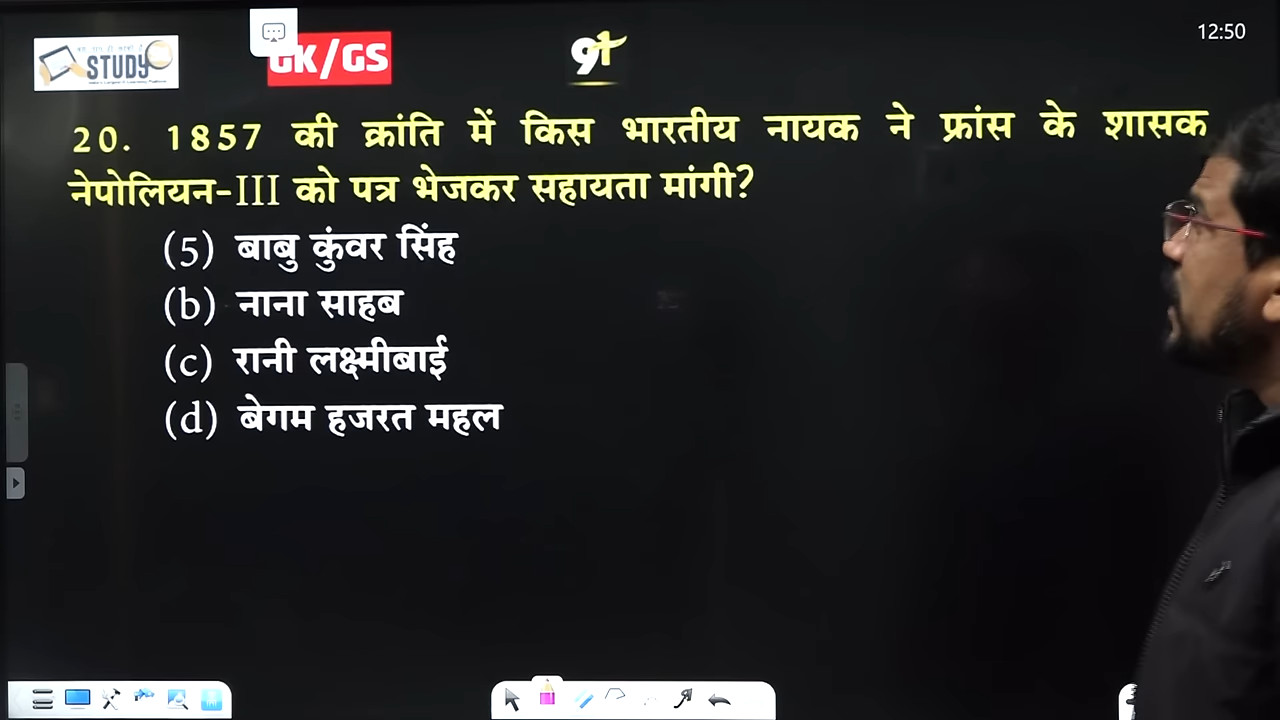 12:50
STUDY
GK/GS
20. 1857 की क्रांति में किस भारतीय नायक ने फ्रांस के शासक
नेपोलियन-III को पत्र भेजकर सहायता मांगी?
(5) बाबु कुंवर सिंह
(b) नाना साहब
(c) रानी लक्ष्मीबाई
(d) बेगम हजरत महल